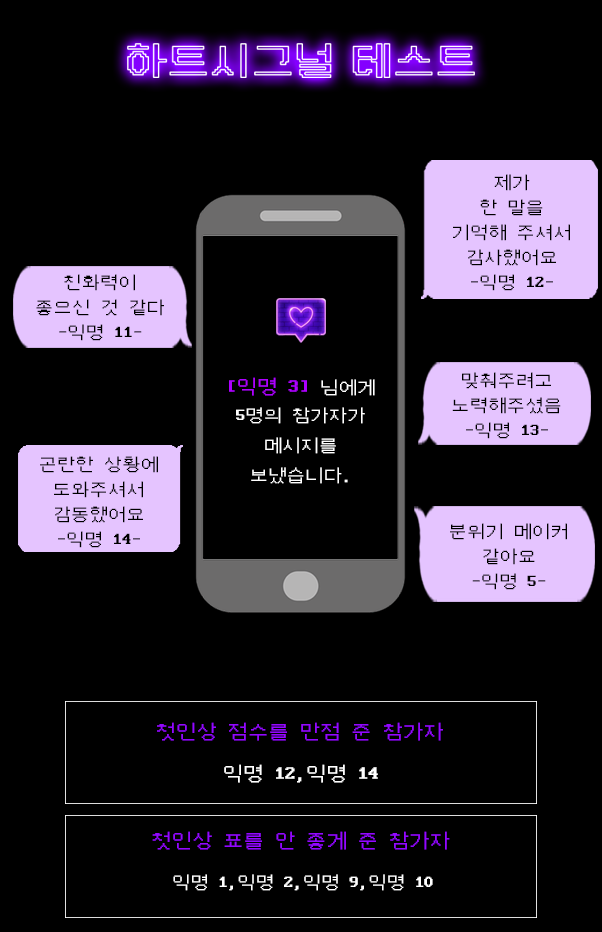 하트시그널 테스트
제가
한 말을
기억해 주셔서
감사했어요
-익명 12-
친화력이
좋으신 것 같다
-익명 11-
[익명 3] 님에게
5명의 참가자가
메시지를
보냈습니다.
맞춰주려고
노력해주셨음
-익명 13-
곤란한 상황에
도와주셔서
감동했어요
-익명 14-
분위기 메이커
같아요
-익명 5-
첫인상 점수를 만점 준 참가자
익명 12,익명 14
첫인상 표를 안 좋게 준 참가자
익명 1,익명 2,익명 9,익명 10